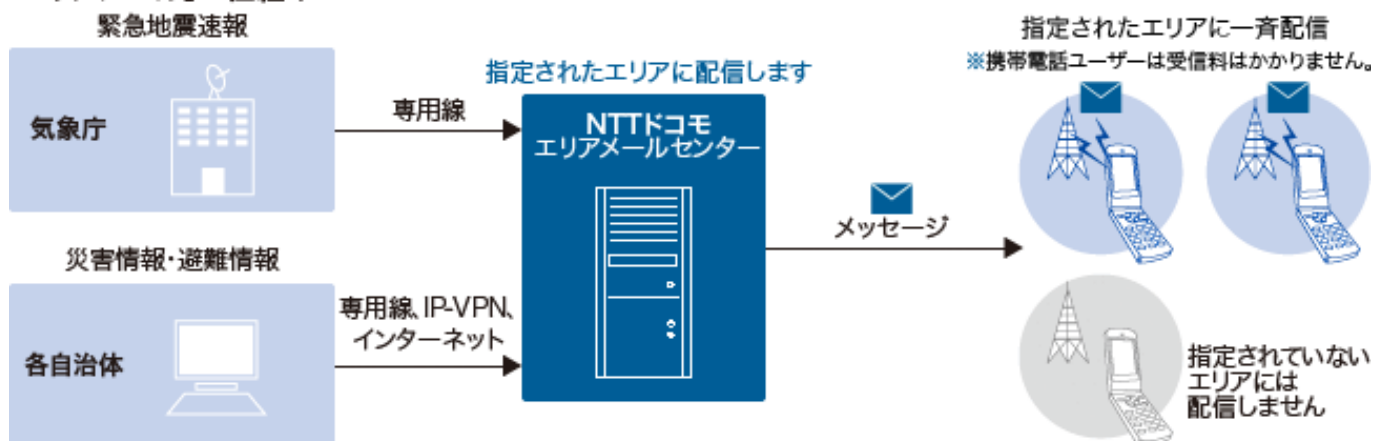 緊急地震速報
気象庁
専用線
災害情報・避難情報
各自治体
専用線、IP-VPN、
インターネット
指定されたエリアに配信します
NTTドコモ
エリアメールセンター
メッセージ
指定されたエリアに一斉配信
※携帯電話ユーザーは受信料はかかりません。
指定されていない
エリアには
配信しません